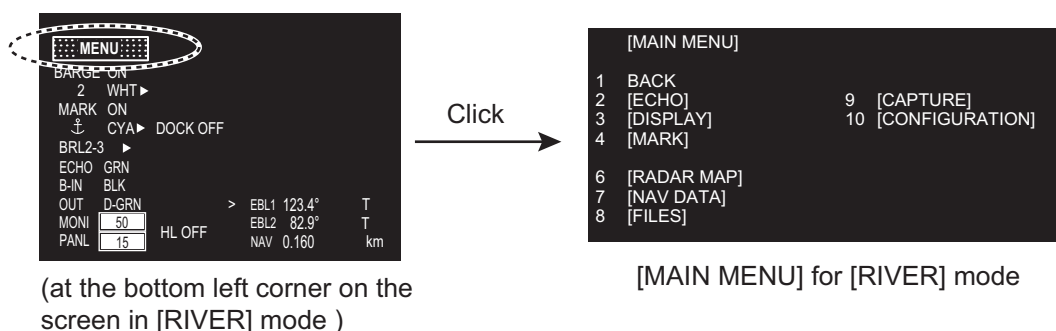 MENU
BARGE ON
2 WHT▶
MARK ON
CYA▶ DOCK OFF
BRL2-3 ▶
ECHO GRN
B-IN BLK
OUT D-GRN > EBL1 123.4° T
MONI 50 HL OFF EBL2 82.9° T
PANL 15 NAV 0.160 km
(at the bottom left corner on the
screen in [RIVER] mode )
Click
[MAIN MENU]
1 BACK
2 [ECHO] 9 [CAPTURE]
3 [DISPLAY] 10 [CONFIGURATION]
4 [MARK]
6 [RADAR MAP]
7 [NAV DATA]
8 [FILES]
[MAIN MENU] for [RIVER] mode